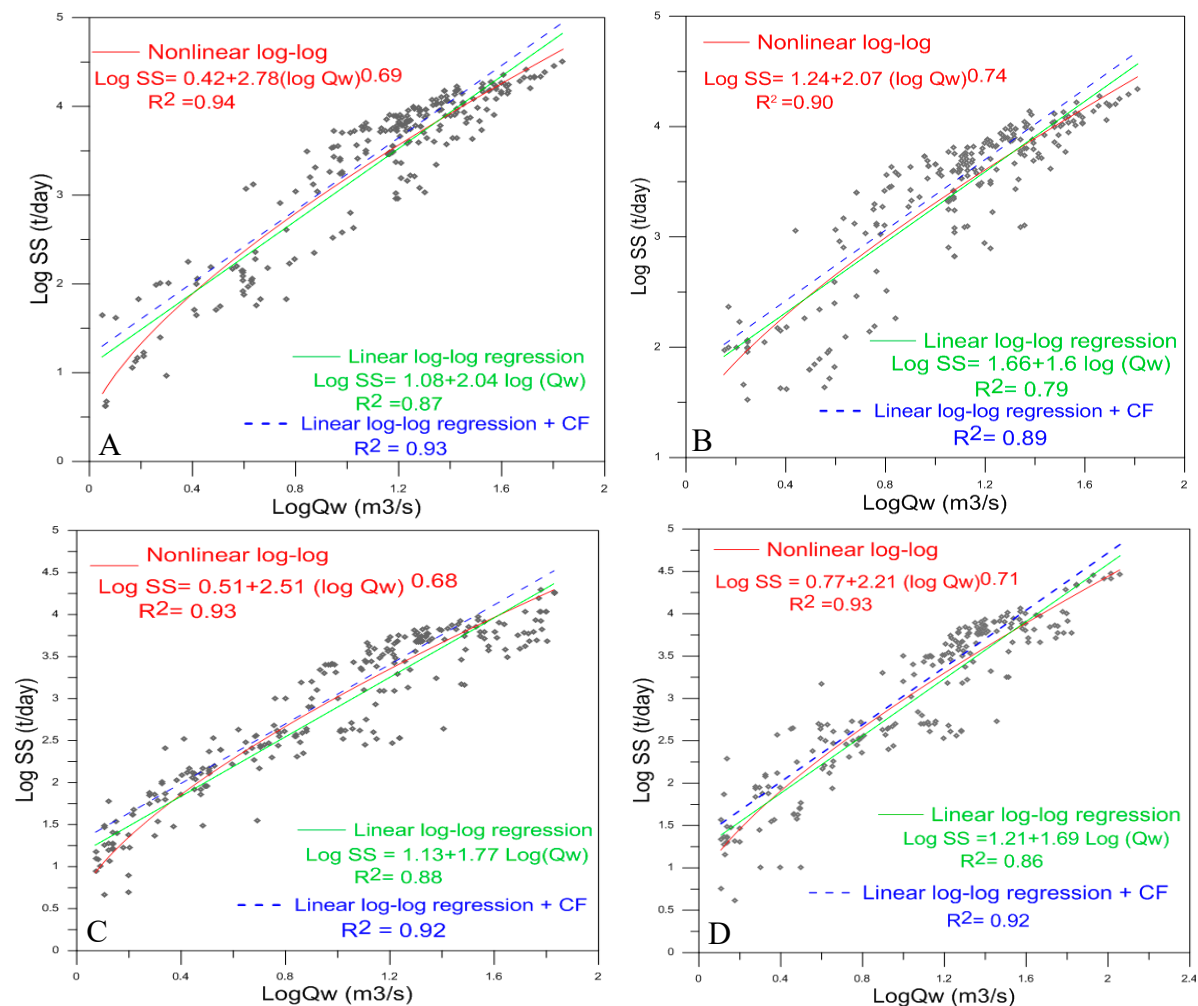 Nonlinear log-log
Log SS= 0.42+2.78(log Qw)0.69
R2 =0.94
Linear log-log regression
Log SS= 1.08+2.04 log (Qw)
R2 =0.87
Linear log-log regression + CF
R2 = 0.93
A
5
4
3
2
1
0
Log SS (t/day)
0
0.4
0.8
1.2
1.6
2
LogQw (m3/s)
Nonlinear log-log
Log SS= 1.24+2.07 (log Qw)0.74
R2 =0.90
Linear log-log regression
Log SS= 1.66+1.6 log (Qw)
R2= 0.79
Linear log-log regression + CF
R2= 0.89
B
5
4
3
2
1
Log SS (t/day)
0
0.4
0.8
1.2
1.6
2
LogQw (m3/s)
Nonlinear log-log
Log SS= 0.51+2.51 (log Qw) 0.68
R2= 0.93
Linear log-log regression
Log SS = 1.13+1.77 Log(Qw)
R2= 0.88
Linear log-log regression + CF
R2 = 0.92
C
5
4.5
4
3.5
3
2.5
2
1.5
1
0.5
0
Log SS (t/day)
0
0.4
0.8
1.2
1.6
2
LogQw (m3/s)
Nonlinear log-log
Log SS = 0.77+2.21 (log Qw)0.71
R2 =0.93
Linear log-log regression
Log SS =1.21+1.69 Log (Qw)
R2= 0.86
Linear log-log regression + CF
R2= 0.92
D
5
4.5
4
3.5
3
2.5
2
1.5
1
0.5
0
Log SS (t/day)
0
0.4
0.8
1.2
1.6
2
2.4
LogQw (m3/s)